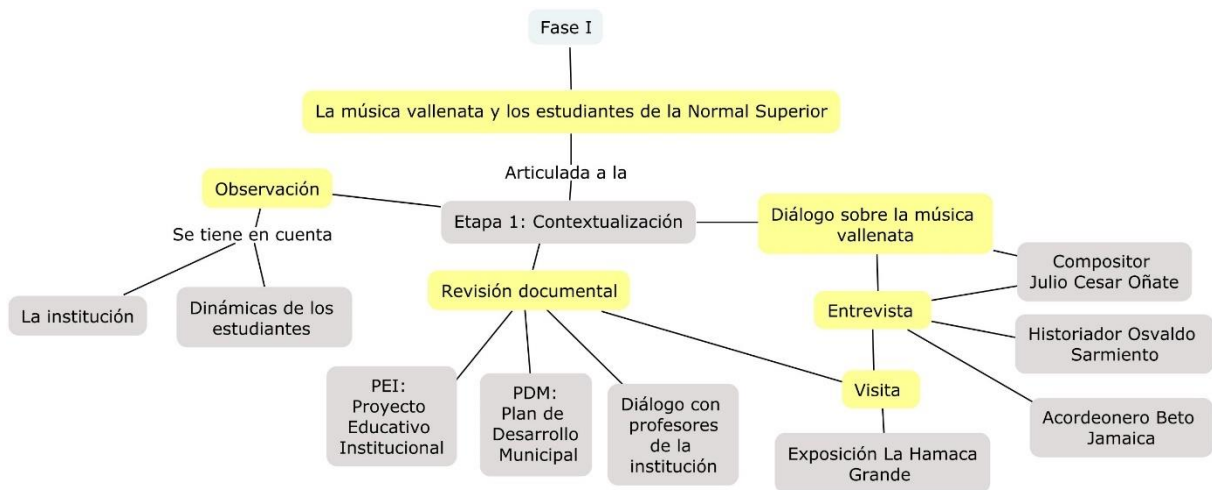 Fase I
La música vallenata y los estudiantes de la Normal Superior
Articulada a la
Observación
Se tiene en cuenta
La institución
Dinámicas de los
estudiantes
Etapa 1: Contextualización
Revisión documental
PEI:
Proyecto
Educativo
Institucional
PDM:
Plan de
Desarrollo
Municipal
Diálogo con
profesores
de la
institución
Diálogo sobre la música
vallenata
Compositor
Julio Cesar Oñate
Entrevista
Historiador Osvaldo
Sarmiento
Acordeonero Beto
Jamaica
Visita
Exposición La Hamaca
Grande